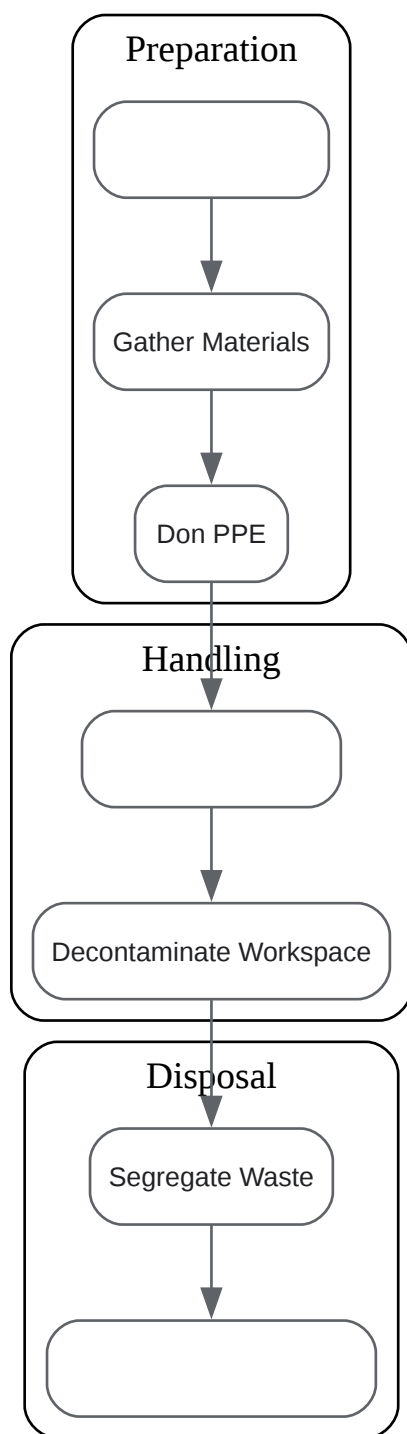 Preparation
Gather Materials
Don PPE
Handling
Decontaminate Workspace
Disposal
Segregate Waste